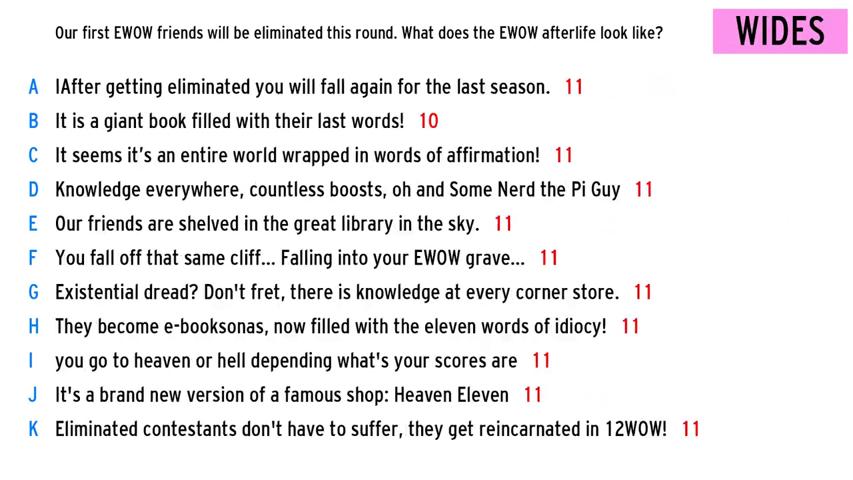 Our first EWOW friends will be eliminated this round. What does the EWOW afterlife look like?
WIDES
A IAfter getting eliminated you will fall again for the last season. 11
B It is a giant book filled with their last words! 10
C It seems it’s an entire world wrapped in words of affirmation! 11
D Knowledge everywhere, countless boosts, oh and Some Nerd the Pi Guy 11
E Our friends are shelved in the great library in the sky. 11
F You fall off that same cliff... Falling into your EWOW grave... 11
G Existential dread? Don't fret, there is knowledge at every corner store. 11
H They become e-booksonas, now filled with the eleven words of idiocy! 11
I you go to heaven or hell depending what's your scores are 11
J It's a brand new version of a famous shop: Heaven Eleven 11
K Eliminated contestants don't have to suffer, they get reincarnated in 12WOW! 11